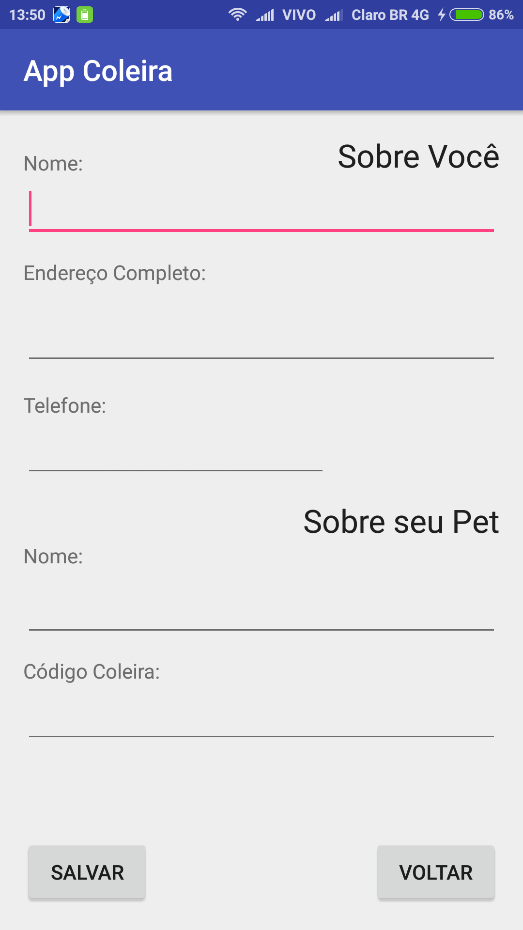 13:50 VIVO Claro BR 4G 86%
App Coleira
Sobre Você
Nome:
Endereço Completo:
Telefone:
Sobre seu Pet
Nome:
Código Coleira:
SALVAR VOLTAR